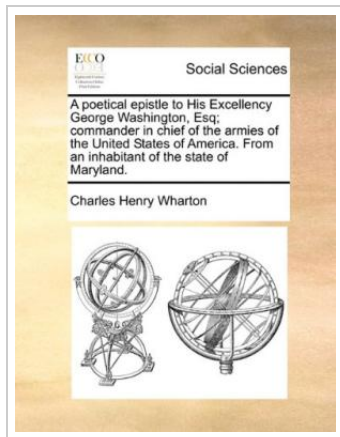 ECCO
Social Sciences
A poetical epistle to His Excellency
George Washington, Esq;
commander in chief of the armies of
the United States of America. From
an inhabitant of the state of
Maryland.
Charles Henry Wharton